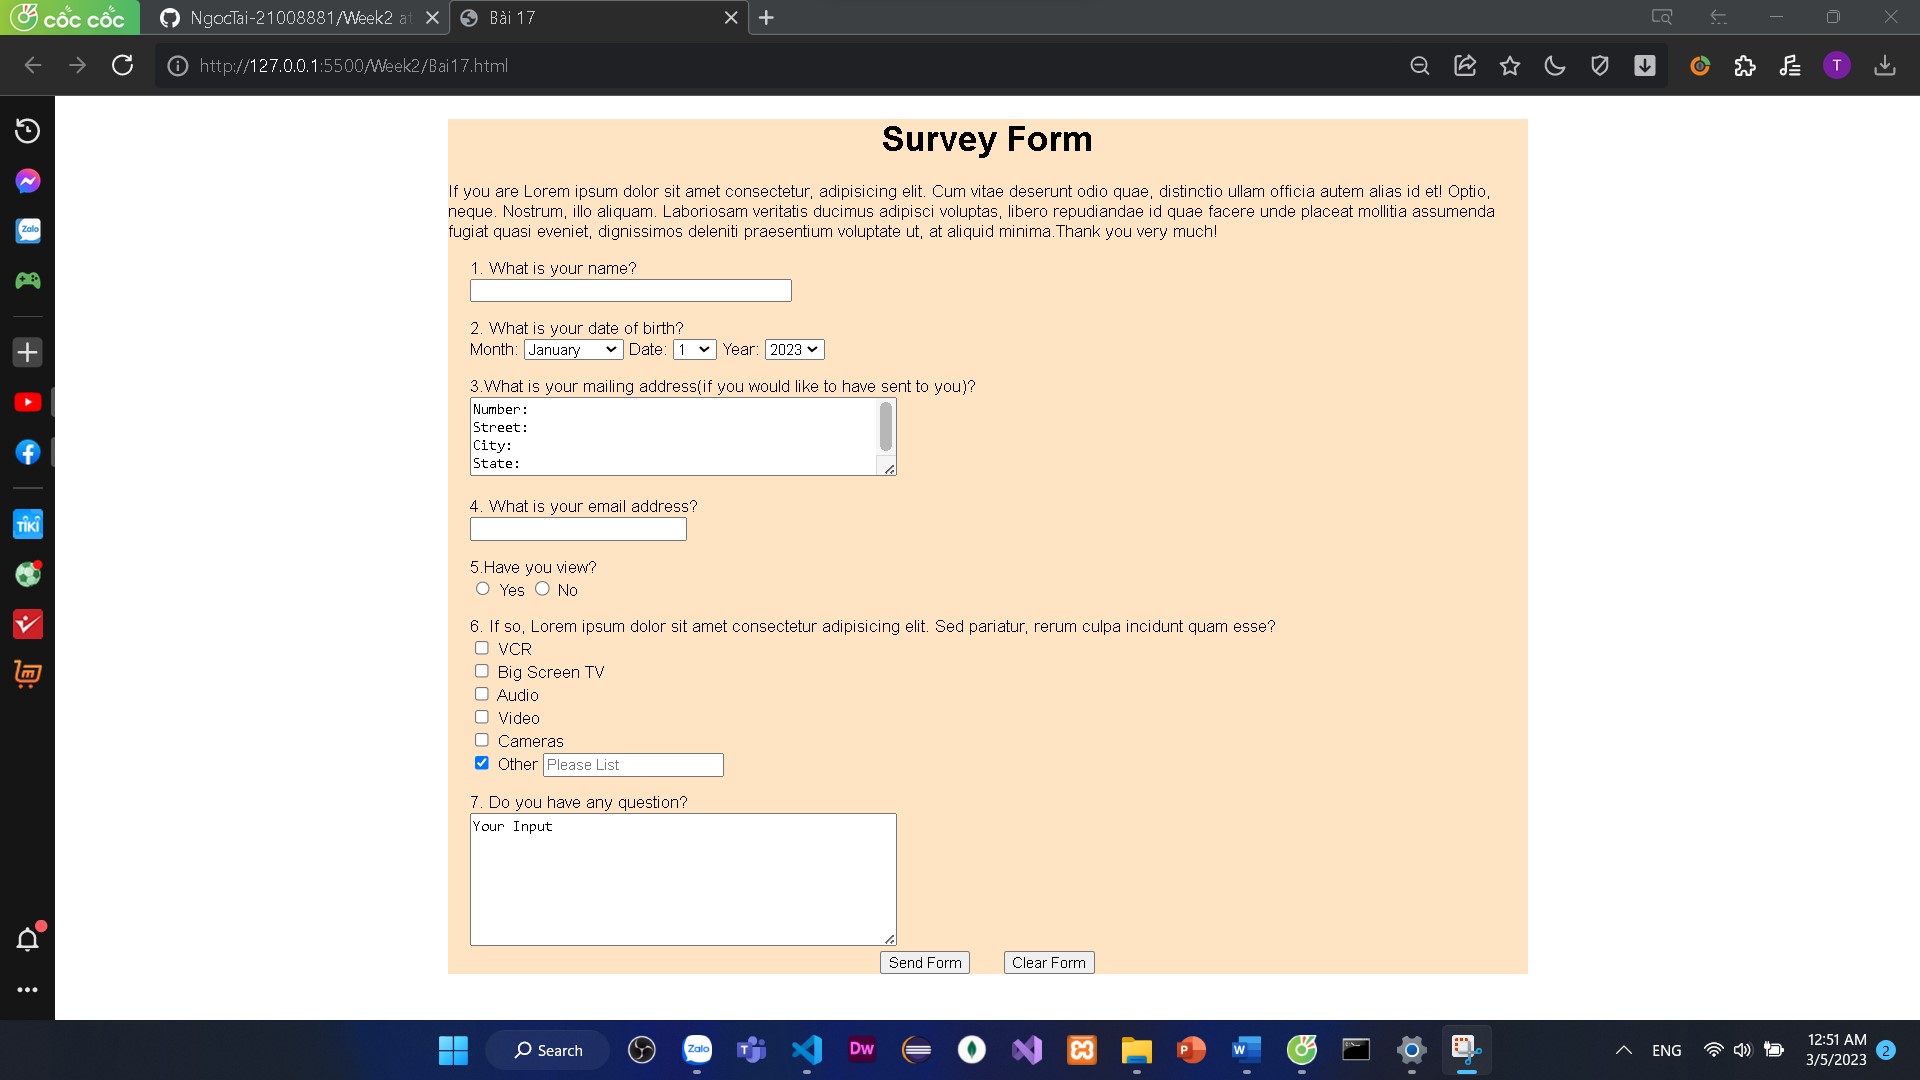 cốc cốc
NgocTai-21008881/Week2 at
Bài 17
http://127.0.0.1:5500/Week2/Bai17.html
T
Survey Form
If you are Lorem ipsum dolor sit amet consectetur, adipisicing elit. Cum vitae deserunt odio quae, distinctio ullam officia autem alias id et! Optio,
neque. Nostrum, illo aliquam. Laboriosam veritatis ducimus adipisci voluptas, libero repudiandae id quae facere unde placeat mollitia assumenda
fugiat quasi eveniet, dignissimos deleniti praesentium voluptate ut, at aliquid minima.Thank you very much!
1. What is your name?
2. What is your date of birth?
Month: January Date: 1 Year: 2023
3.What is your mailing address(if you would like to have sent to you)?
Number:
Street:
City:
State:
4. What is your email address?
5.Have you view?
Yes No
6. If so, Lorem ipsum dolor sit amet consectetur adipisicing elit. Sed pariatur, rerum culpa incidunt quam esse?
VCR
Big Screen TV
Audio
Video
Cameras
Other Please List
7. Do you have any question?
Your Input
Send Form Clear Form
Zalo
TIKI
Search
Zalo
Dw
ENG
12:51 AM
3/5/2023
2